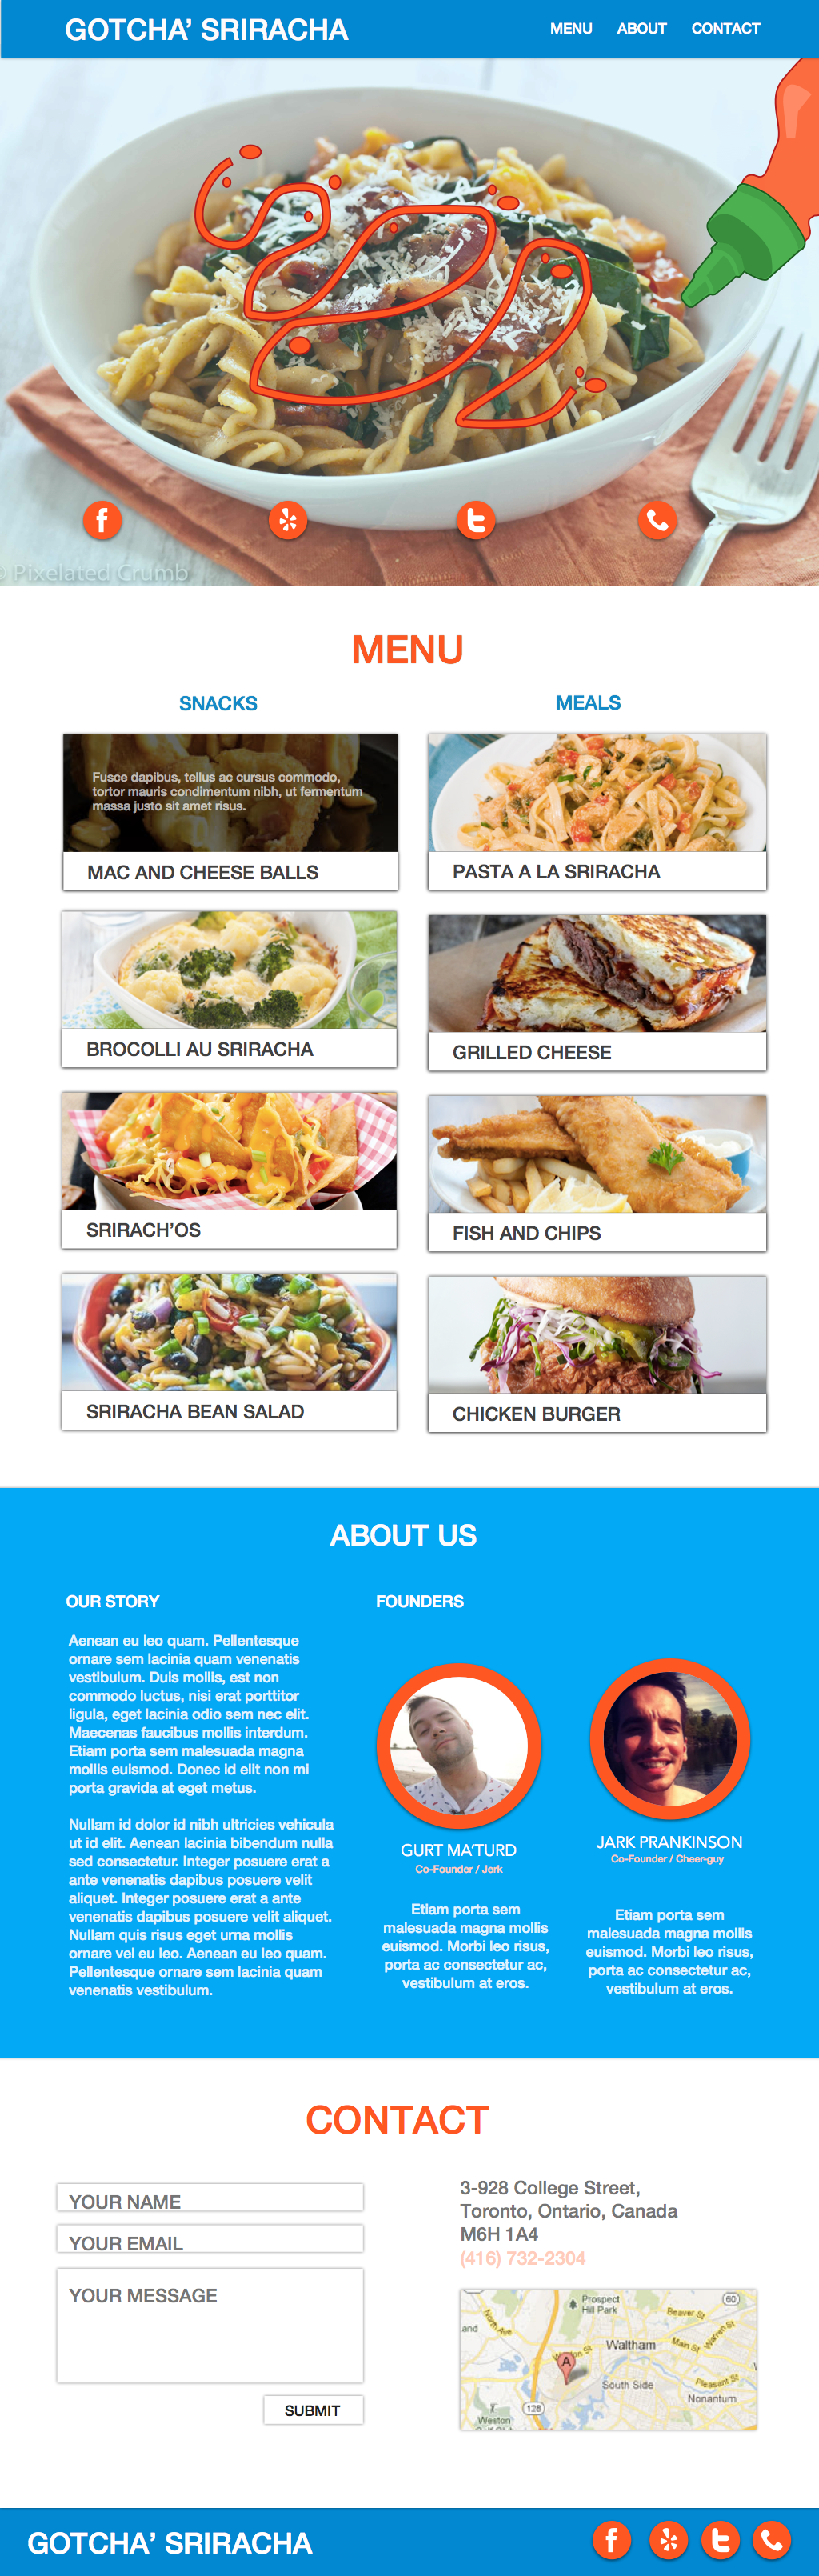 GOTCHA' SRIRACHA
MENU ABOUT CONTACT
© Pixelated Crumb
MENU
SNACKS
MEALS
Fusce dapibus, tellus ac cursus commodo,
tortor mauris condimentum nibh, ut fermentum
massa justo sit amet risus.
MAC AND CHEESE BALLS
PASTA A LA SRIRACHA
BROCOLLI AU SRIRACHA
GRILLED CHEESE
SRIRACH'OS
FISH AND CHIPS
SRIRACHA BEAN SALAD
CHICKEN BURGER
ABOUT US
OUR STORY
Aenean eu leo quam. Pellentesque
ornare sem lacinia quam venenatis
vestibulum. Duis mollis, est non
commodo luctus, nisi erat porttitor
ligula, eget lacinia odio sem nec elit.
Maecenas faucibus mollis interdum.
Etiam porta sem malesuada magna
mollis euismod. Donec id elit non mi
porta gravida at eget metus.
Nullam id dolor id nibh ultricies vehicula
ut id elit. Aenean lacinia bibendum nulla
sed consectetur. Integer posuere erat a
ante venenatis dapibus posuere velit
aliquet. Integer posuere erat a ante
venenatis dapibus posuere velit aliquet.
Nullam quis risus eget urna mollis
ornare vel eu leo. Aenean eu leo quam.
Pellentesque ornare sem lacinia quam
venenatis vestibulum.
FOUNDERS
GURT MA'TURD
Co-Founder / Jerk
Etiam porta sem
malesuada magna mollis
euismod. Morbi leo risus,
porta ac consectetur ac,
vestibulum at eros.
JARK PRANKINSON
Co-Founder / Cheer-guy
Etiam porta sem
malesuada magna mollis
euismod. Morbi leo risus,
porta ac consectetur ac,
vestibulum at eros.
CONTACT
YOUR NAME
YOUR EMAIL
YOUR MESSAGE
SUBMIT
3-928 College Street,
Toronto, Ontario, Canada
M6H 1A4
(416) 732-2304
Prospect
Hill Park
60
Beaver St
North Ave
Warren St
Waltham
Main St
A
South Side
Pleasant St
Nonantum
128
Weston
GOTCHA' SRIRACHA